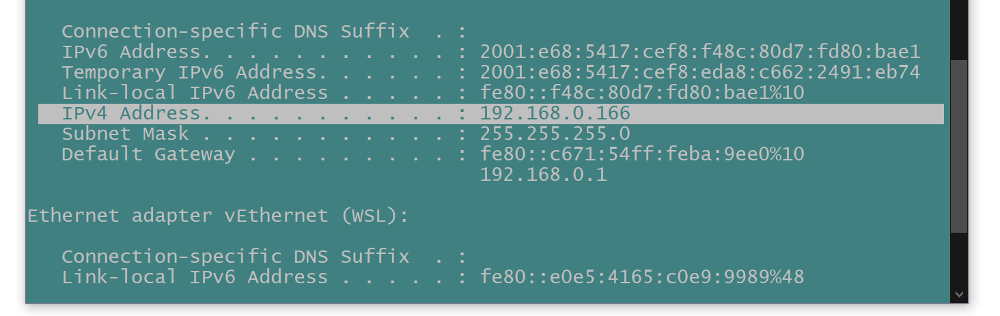 Connection-specific DNS Suffix  . :
IPv6 Address. . . . . . . . . . . : 2001:e68:5417:cef8:f48c:80d7:fd80:bae1
Temporary IPv6 Address. . . . . . : 2001:e68:5417:cef8:eda8:c662:2491:eb74
Link-local IPv6 Address . . . . . : fe80::f48c:80d7:fd80:bae1%10
IPv4 Address. . . . . . . . . . . : 192.168.0.166
Subnet Mask . . . . . . . . . . . : 255.255.255.0
Default Gateway . . . . . . . . . : fe80::c671:54ff:feba:9ee0%10
192.168.0.1
Ethernet adapter vEthernet (WSL):
Connection-specific DNS Suffix  . :
Link-local IPv6 Address . . . . . : fe80::e0e5:4165:c0e9:9989%48